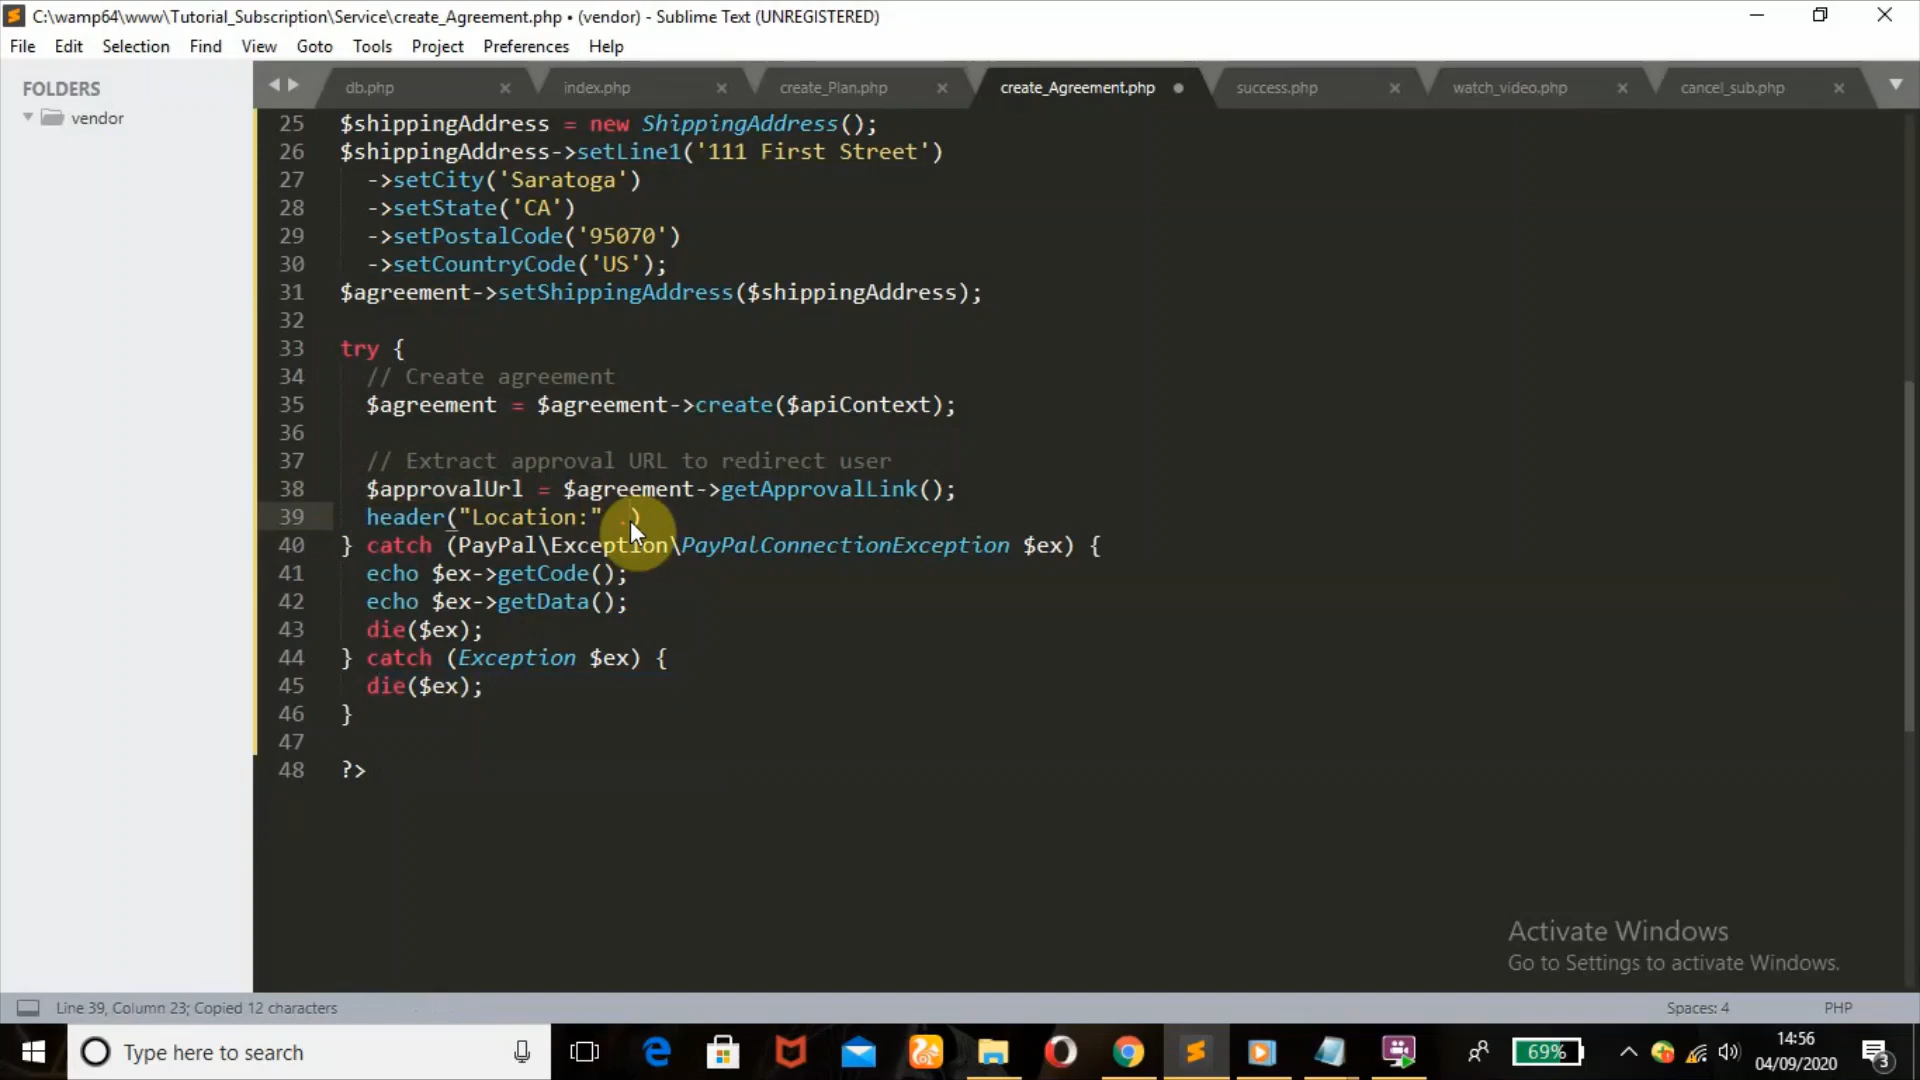 C:\wamp64\www\Tutorial_Subscription\Service\create_Agreement.php • (vendor) - Sublime Text (UNREGISTERED)
File Edit Selection Find View Goto Tools Project Preferences Help
FOLDERS
vendor
db.php index.php create_Plan.php create_Agreement.php success.php watch_video.php cancel_sub.php
25 $shippingAddress = new ShippingAddress();
26 $shippingAddress->setLine1('111 First Street')
27 ->setCity('Saratoga')
28 ->setState('CA')
29 ->setPostalCode('95070')
30 ->setCountryCode('US');
31 $agreement->setShippingAddress($shippingAddress);
32
33 try {
34 // Create agreement
35 $agreement = $agreement->create($apiContext);
36
37 // Extract approval URL to redirect user
38 $approvalUrl = $agreement->getApprovalLink();
39 header("Location:" .)
40 } catch (PayPal\Exception\PayPalConnectionException $ex) {
41 echo $ex->getCode();
42 echo $ex->getData();
43 die($ex);
44 } catch (Exception $ex) {
45 die($ex);
46 }
47
48 ?>
Activate Windows
Go to Settings to activate Windows.
Line 39, Column 23; Copied 12 characters
Spaces: 4
PHP
Type here to search
69%
14:56
04/09/2020
3